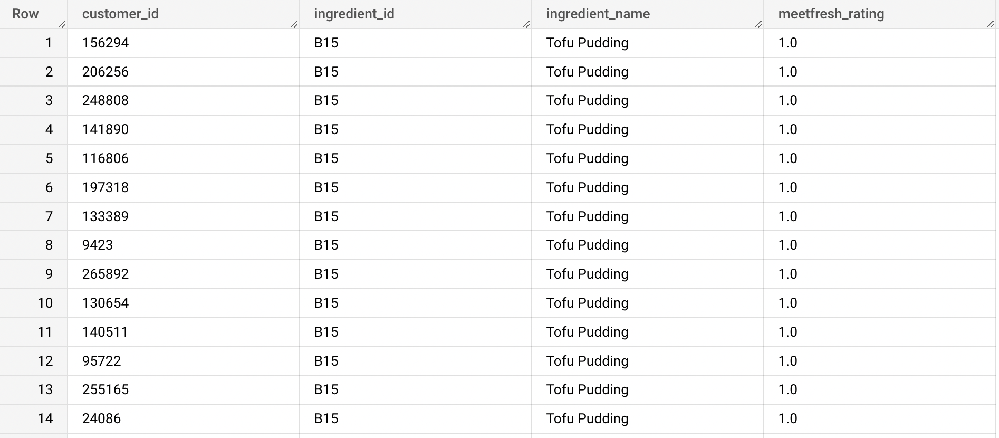 Row customer_id ingredient_id ingredient_name meetfresh_rating
1 156294 B15 Tofu Pudding 1.0
2 206256 B15 Tofu Pudding 1.0
3 248808 B15 Tofu Pudding 1.0
4 141890 B15 Tofu Pudding 1.0
5 116806 B15 Tofu Pudding 1.0
6 197318 B15 Tofu Pudding 1.0
7 133389 B15 Tofu Pudding 1.0
8 9423 B15 Tofu Pudding 1.0
9 265892 B15 Tofu Pudding 1.0
10 130654 B15 Tofu Pudding 1.0
11 140511 B15 Tofu Pudding 1.0
12 95722 B15 Tofu Pudding 1.0
13 255165 B15 Tofu Pudding 1.0
14 24086 B15 Tofu Pudding 1.0